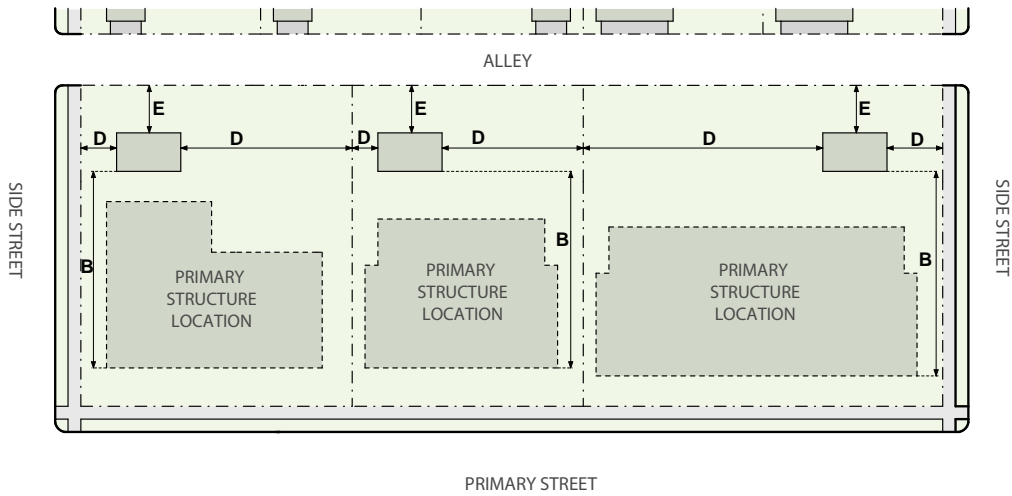 ALLEY
E
E
E
D
D
D
D
D
D
SIDE STREET
SIDE STREET
B
B
B
PRIMARY
STRUCTURE
LOCATION
PRIMARY
STRUCTURE
LOCATION
PRIMARY
STRUCTURE
LOCATION
PRIMARY STREET